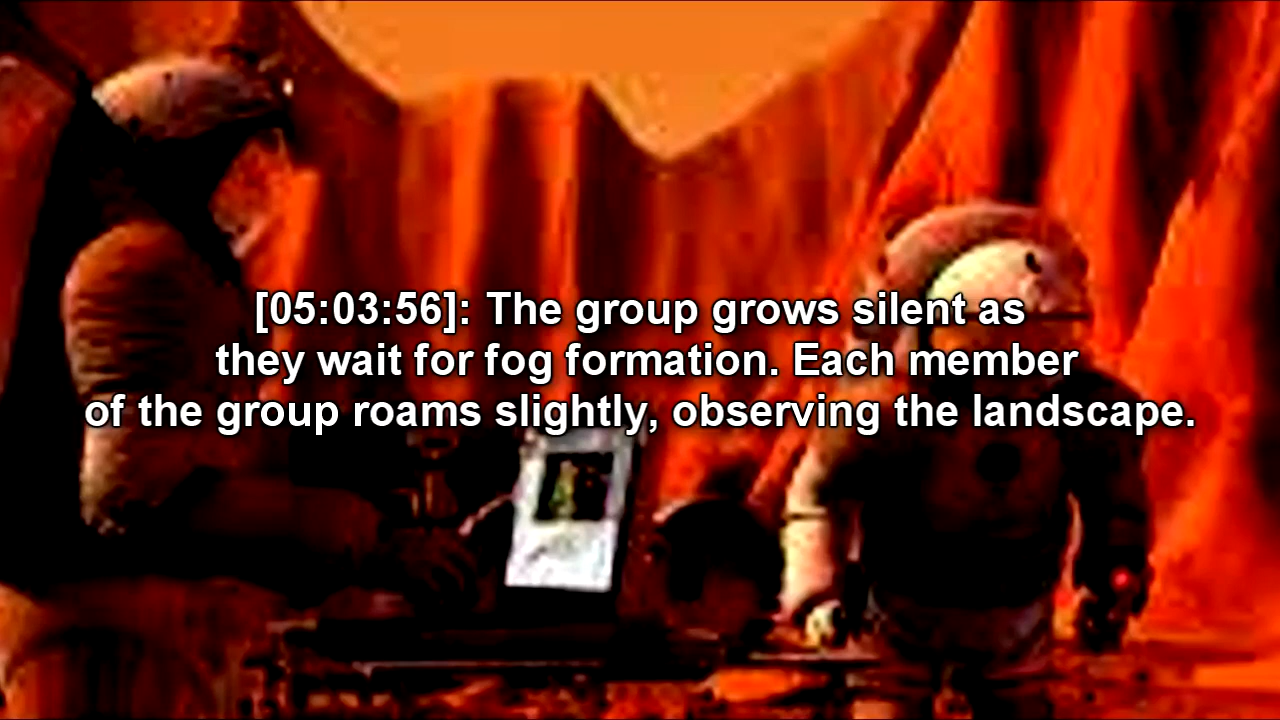 [05:03:56]: The group grows silent as
they wait for fog formation. Each member
of the group roams slightly, observing the landscape.